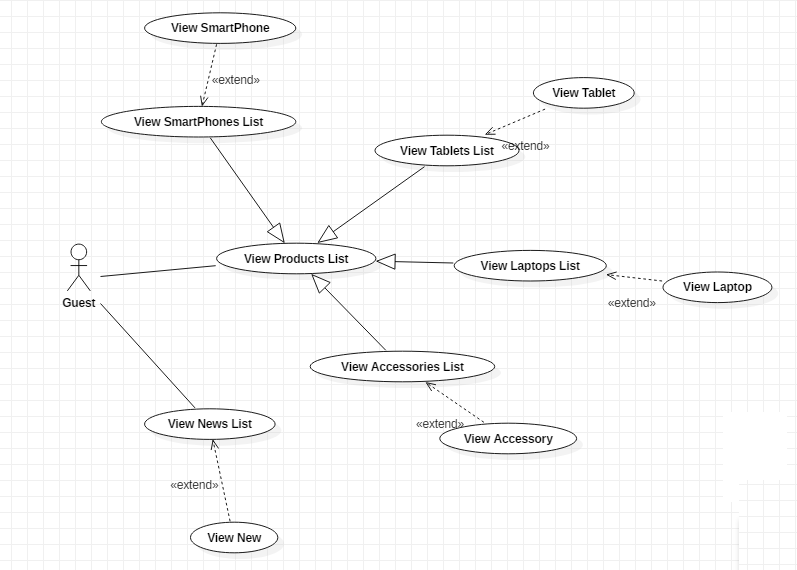 View SmartPhone
«extend»
View SmartPhones List
View Tablet
View Tablets List
«extend»
View Products List
View Laptops List
View Laptop
«extend»
Guest
View Accessories List
«extend»
View Accessory
View News List
«extend»
View New